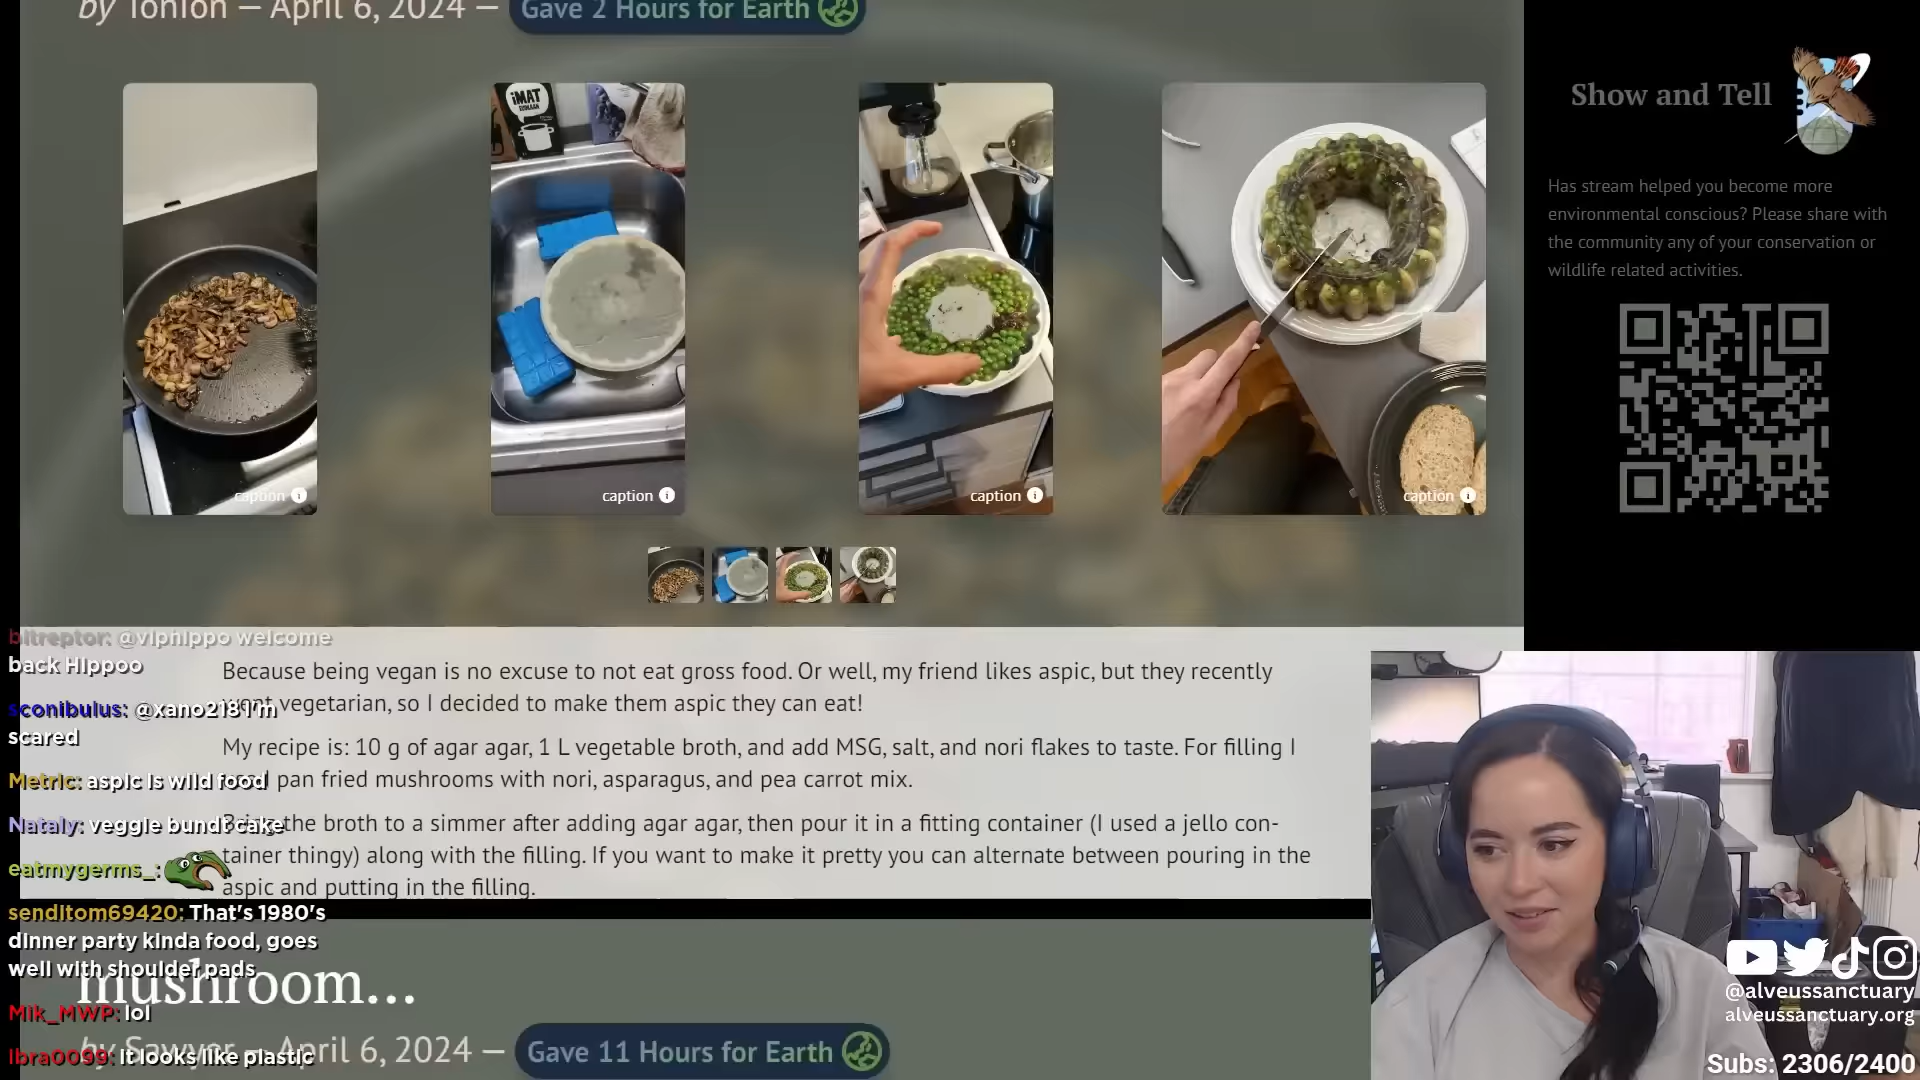 by Tonion — April 6, 2024 — Gave 2 Hours for Earth
iMAT
caption
caption
caption
caption
Show and Tell
Has stream helped you become more
environmental conscious? Please share with
the community any of your conservation or
wildlife related activities.
Because being vegan is no excuse to not eat gross food. Or well, my friend likes aspic, but they recently
vegetarian, so I decided to make them aspic they can eat!
My recipe is: 10 g of agar agar, 1 L vegetable broth, and add MSG, salt, and nori flakes to taste. For filling I
pan fried mushrooms with nori, asparagus, and pea carrot mix.
the broth to a simmer after adding agar agar, then pour it in a fitting container (I used a jello con-
tainer thingy) along with the filling. If you want to make it pretty you can alternate between pouring in the
aspic and putting in the filling.
bitreptor: @viphippo welcome
back Hippoo
sconibulus: @xano218 I'm
scared
Metric: aspic is wild food
Nataly: veggie bundt cake
eatmygerms_:
senditom69420: That's 1980's
dinner party kinda food, goes
well with shoulder pads
Mik_MWP: lol
Ibra0099: It looks like plastic
mushroom...
by Sawyer — April 6, 2024 — Gave 11 Hours for Earth
@alveussanctuary
alveussanctuary.org
Subs: 2306/2400